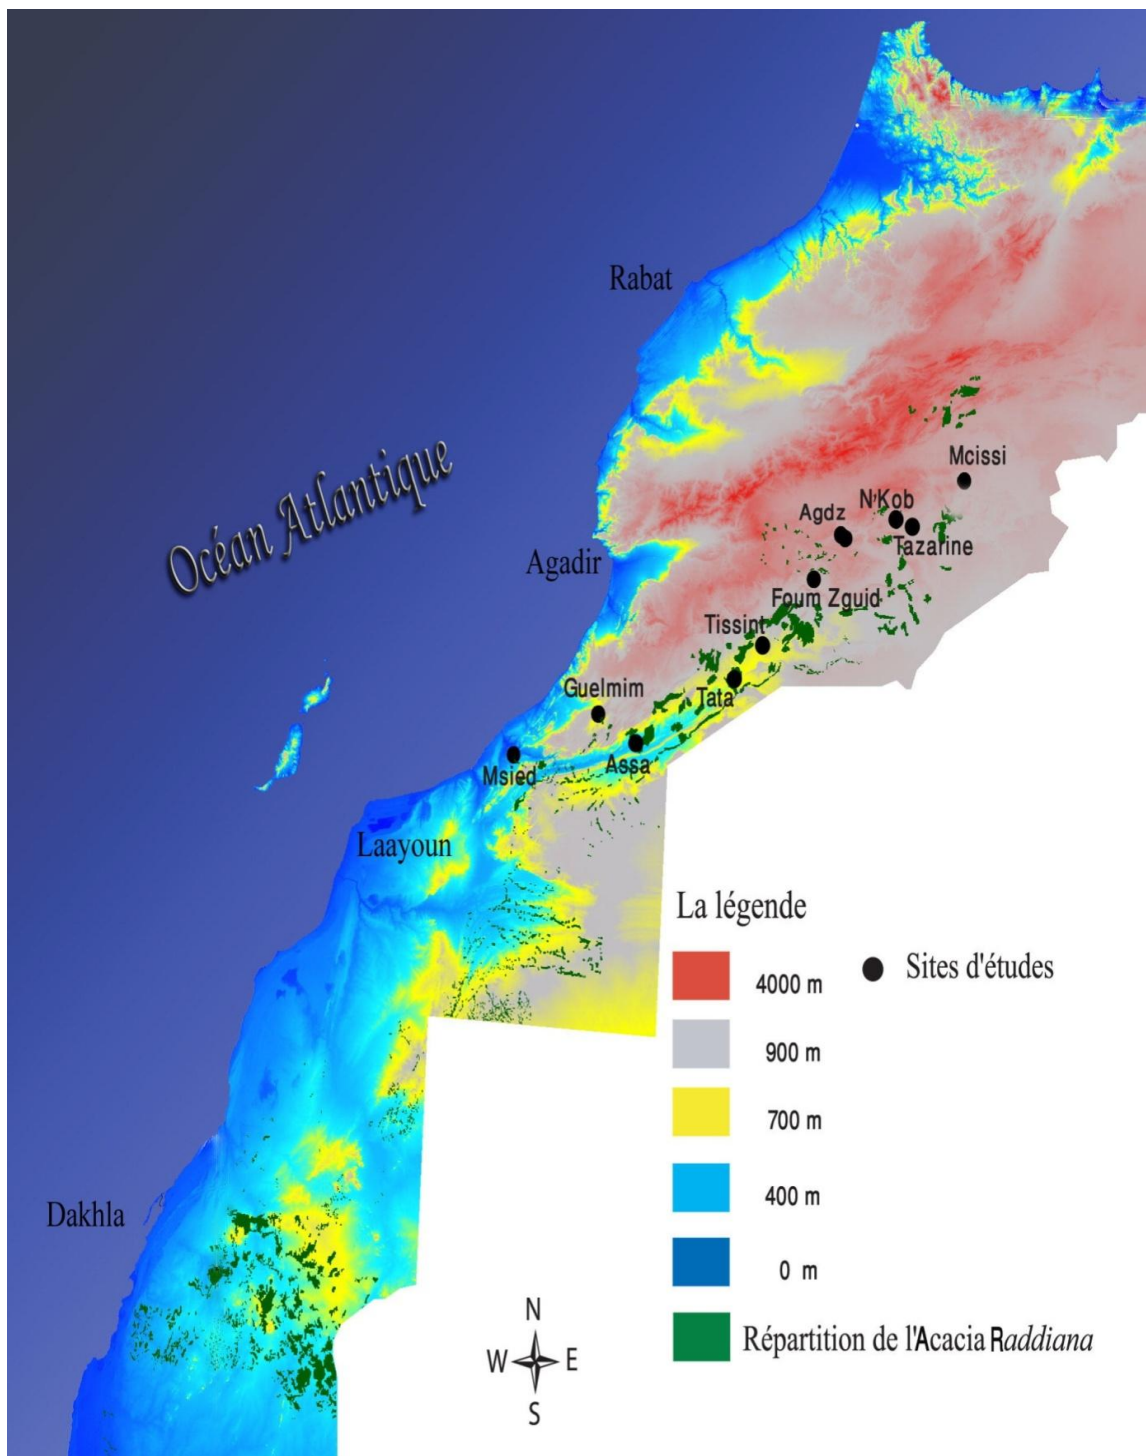 Rabat
Océan Atlantique
Mcissi
N'Kob
Agdz
Tazarine
Agadir
Foum Zguid
Tissint
Guelmim
Tata
Msied
Assa
Laayoun
La légende
4000 m
Sites d'études
900 m
700 m
400 m
Dakhla
0 m
Répartition de l'Acacia Raddiana
N
W E
S